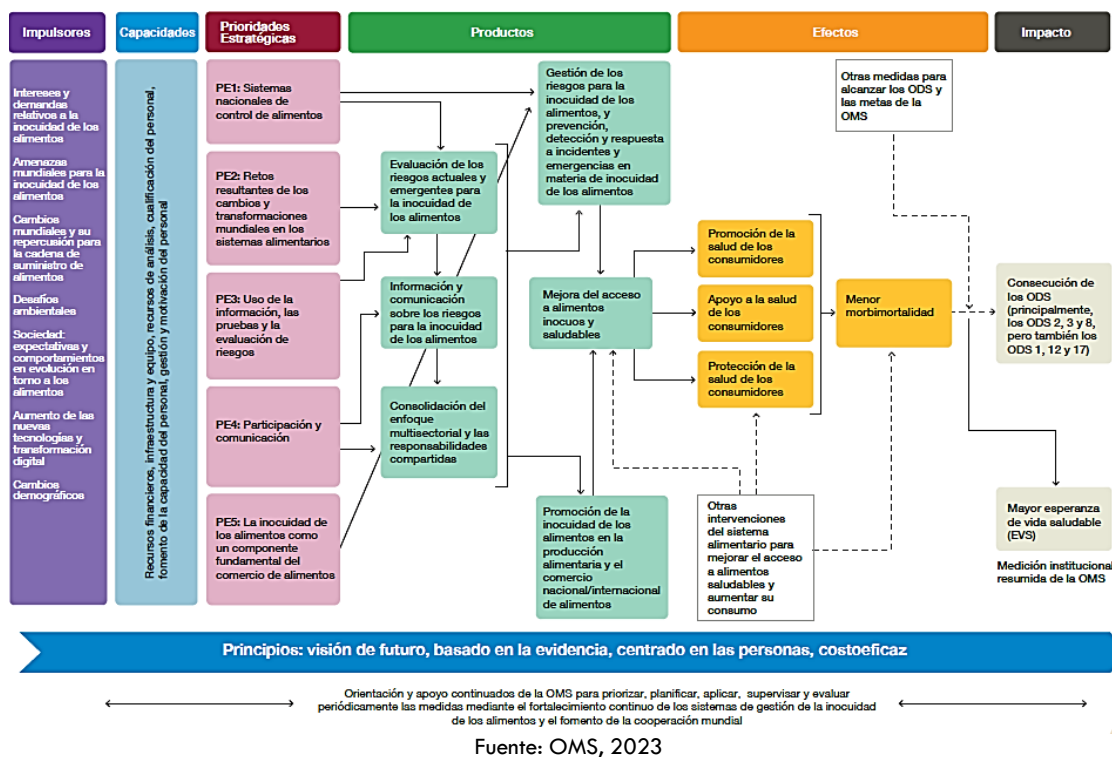 Impulsores
Capacidades
Prioridades
Estratégicas
Productos
Efectos
Impacto
Intereses y
demandas
relativos a la
inocuidad de los
alimentos
Amenazas
mundiales para la
inocuidad de los
alimentos
Cambios
mundiales y su
repercusión para
la cadena de
suministro de
alimentos
Desafíos
ambientales
Sociedad:
expectativas y
comportamientos
en evolución en
torno a los
alimentos
Aumento de las
nuevas
tecnologías y
transformación
digital
Cambios
demográficos
Recursos financieros, infraestructura y equipo, recursos de análisis, cualificación del personal,
fomento de la capacidad del personal, gestión y motivación del personal
PE1: Sistemas
nacionales de
control de alimentos
PE2: Retos
resultantes de los
cambios y
transformaciones
mundiales en los
sistemas alimentarios
PE3: Uso de la
información, las
pruebas y la
evaluación de
riesgos
PE4: Participación y
comunicación
PE5: La inocuidad de
los alimentos como
un componente
fundamental del
comercio de alimentos
Evaluación de los
riesgos actuales y
emergentes para
la inocuidad de
los alimentos
Información y
comunicación
sobre los riesgos
para la inocuidad
de los alimentos
Consolidación del
enfoque
multisectorial y las
responsabilidades
compartidas
Gestión de los
riesgos para la
inocuidad de los
alimentos, y
prevención,
detección y respuesta
a incidentes y
emergencias en
materia de inocuidad
de los alimentos
Mejora del acceso
a alimentos
inocuos y
saludables
Promoción de la
inocuidad de los
alimentos en la
producción
alimentaria y el
comercio
nacional/internacional
de alimentos
Promoción de la
salud de los
consumidores
Apoyo a la salud
de los
consumidores
Protección de la
salud de los
consumidores
Otras
intervenciones
del sistema
alimentario para
mejorar el acceso
a alimentos
saludables y
aumentar su
consumo
Otras medidas para
alcanzar los ODS y
las metas de la
OMS
Menor
morbimortalidad
Consecución de
los ODS
(principalmente,
los ODS 2, 3 y 8,
pero también los
ODS 1, 12 y 17)
Mayor esperanza
de vida saludable
(EVS)
Medición institucional
resumida de la OMS
Principios: visión de futuro, basado en la evidencia, centrado en las personas, costoeficaz
Orientación y apoyo continuados de la OMS para priorizar, planificar, aplicar, supervisar y evaluar
periódicamente las medidas mediante el fortalecimiento continuo de los sistemas de gestión de la inocuidad
de los alimentos y el fomento de la cooperación mundial
Fuente: OMS, 2023